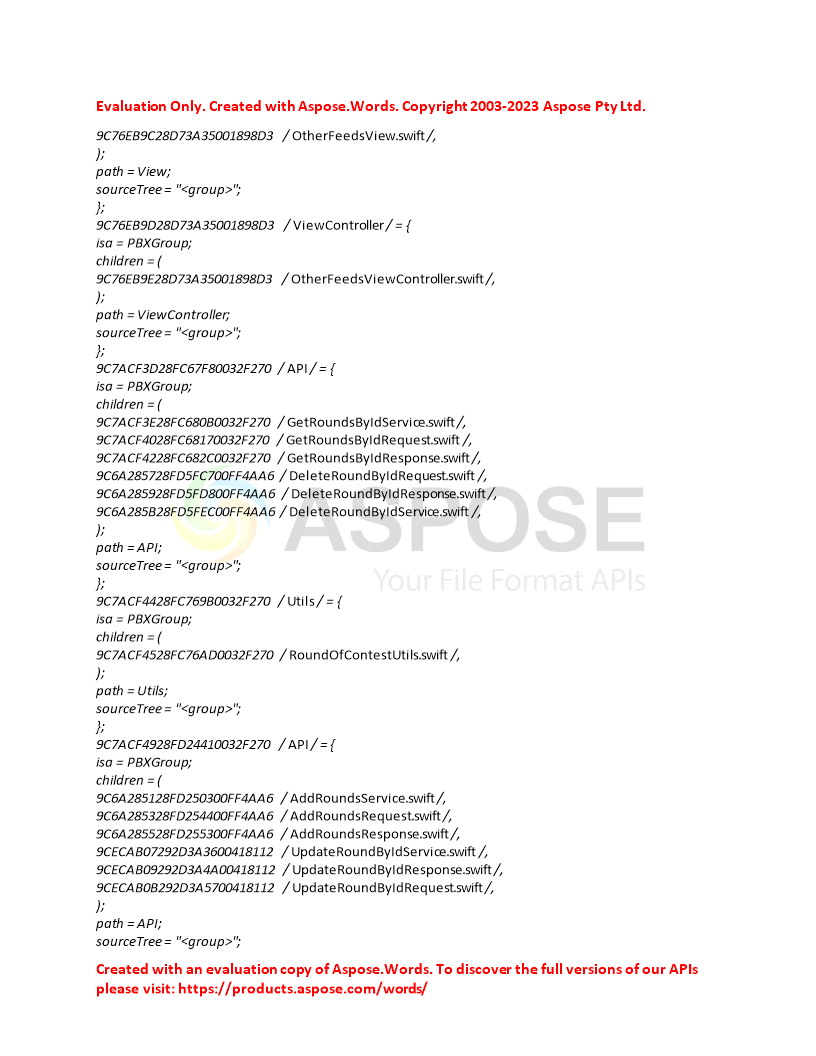 Evaluation Only. Created with Aspose.Words. Copyright 2003-2023 Aspose Pty Ltd.
9C76EB9C28D73A35001898D3 / OtherFeedsView.swift /,
);
path = View;
sourceTree = "<group>";
};
9C76EB9D28D73A35001898D3 / ViewController / = {
isa = PBXGroup;
children = (
9C76EB9E28D73A35001898D3 / OtherFeedsViewController.swift /,
);
path = ViewController;
sourceTree = "<group>";
};
9C7ACF3D28FC67F80032F270 / API / = {
isa = PBXGroup;
children = (
9C7ACF3E28FC680B0032F270 / GetRoundsByIdService.swift /,
9C7ACF4028FC68170032F270 / GetRoundsByIdRequest.swift /,
9C7ACF4228FC682C0032F270 / GetRoundsByIdResponse.swift /,
9C6A285728FD5FC700FF4AA6 / DeleteRoundByIdRequest.swift /,
9C6A285928FD5FD800FF4AA6 / DeleteRoundByIdResponse.swift /,
9C6A285B28FD5FEC00FF4AA6 / DeleteRoundByIdService.swift /,
);
ASPOSE
path = API;
sourceTree = "<group>";
Your File Format APIs
};
9C7ACF4428FC769B0032F270 / Utils / = {
isa = PBXGroup;
children = (
9C7ACF4528FC76AD0032F270 / RoundOfContestUtils.swift /,
);
path = Utils;
sourceTree = "<group>";
};
9C7ACF4928FD24410032F270 / API / = {
isa = PBXGroup;
children = (
9C6A285128FD250300FF4AA6 / AddRoundsService.swift /,
9C6A285328FD254400FF4AA6 / AddRoundsRequest.swift /,
9C6A285528FD255300FF4AA6 / AddRoundsResponse.swift /,
9CECAB07292D3A3600418112 / UpdateRoundByIdService.swift /,
9CECAB09292D3A4A00418112 / UpdateRoundByIdResponse.swift /,
9CECAB0B292D3A5700418112 / UpdateRoundByIdRequest.swift /,
);
path = API;
sourceTree = "<group>";
Created with an evaluation copy of Aspose.Words. To discover the full versions of our APIs
please visit: https://products.aspose.com/words/